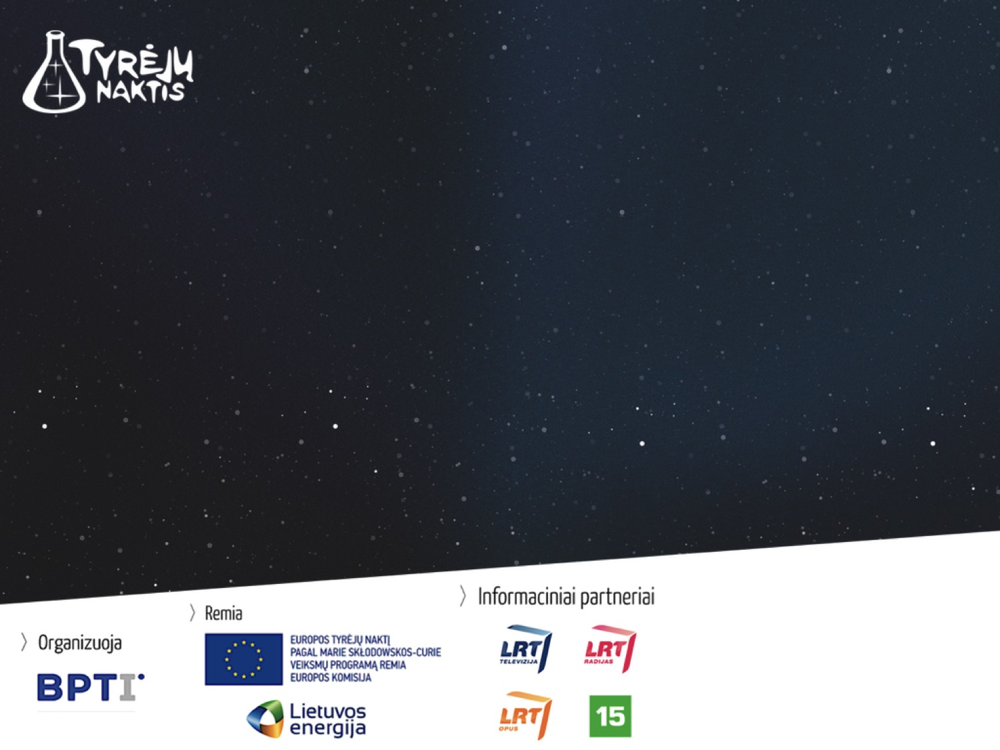 TYRĖJŲ
NAKTIS
〉 Organizuoja
BPTI
〉 Remia
EUROPOS TYRĖJŲ NAKTĮ
PAGAL MARIE SKŁODOWSKOS-CURIE
VEIKSMŲ PROGRAMĄ REMIA
EUROPOS KOMISIJA
Lietuvos
energija
〉 Informaciniai partneriai
LRT
TELEVIZIJA
LRT
RADIJAS
LRT
OPUS
15